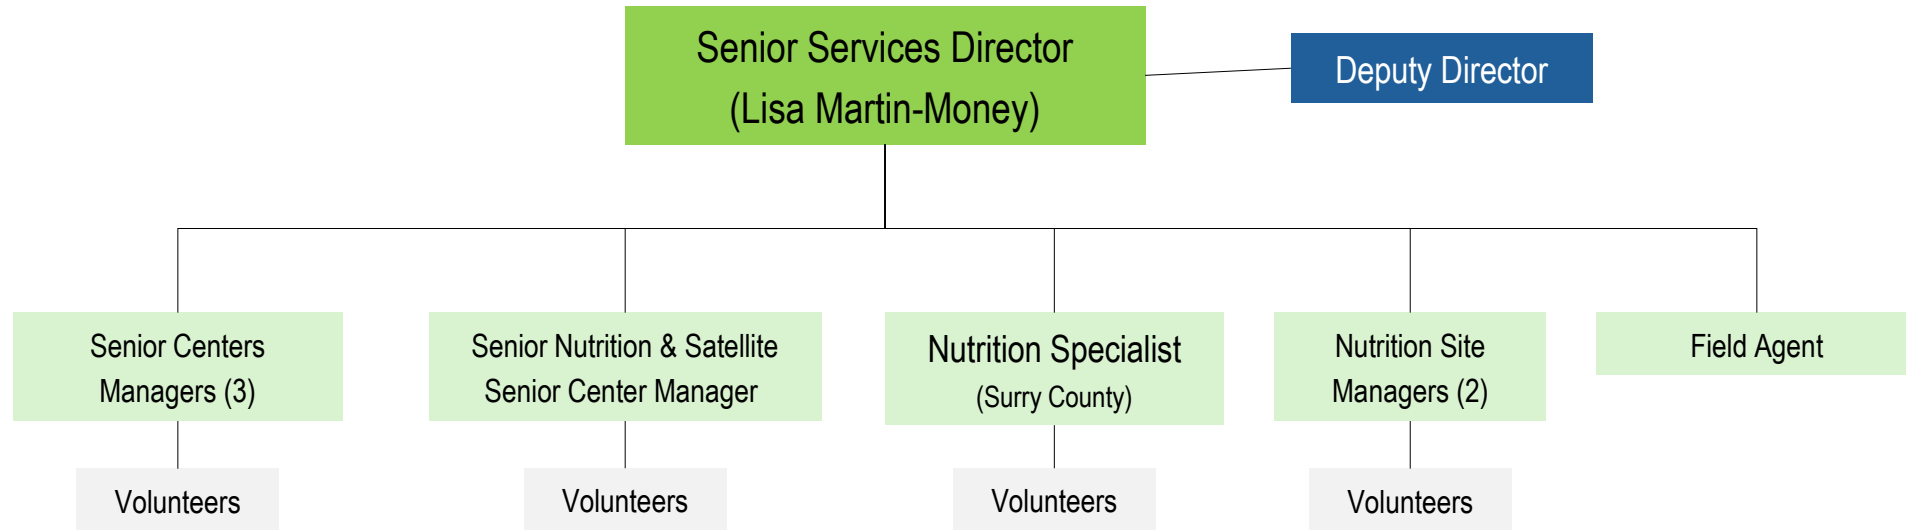 Senior Services Director
(Lisa Martin-Money)
Deputy Director
Senior Centers
Managers (3)
Senior Nutrition & Satellite
Senior Center Manager
Nutrition Specialist
(Surry County)
Nutrition Site
Managers (2)
Field Agent
Volunteers
Volunteers
Volunteers
Volunteers